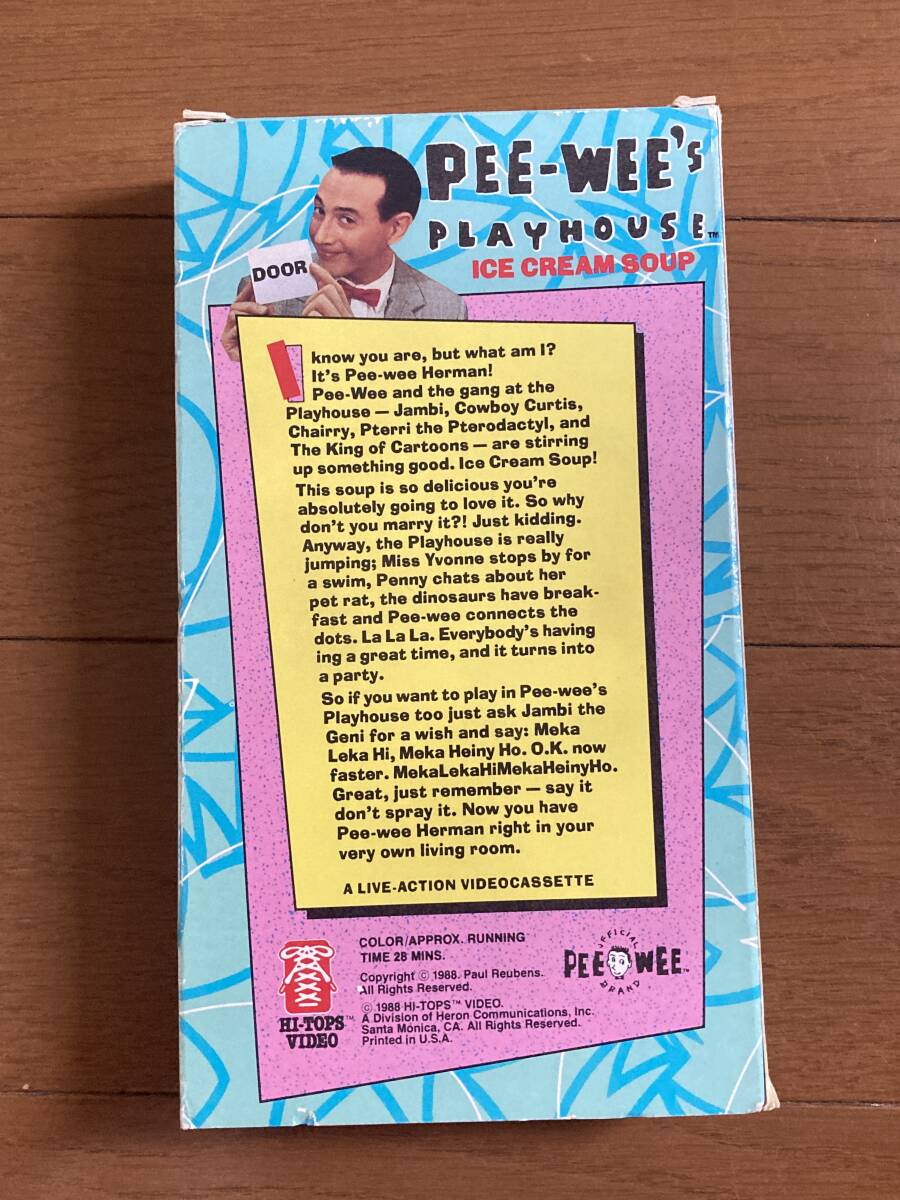 PEE-WEE's
PLAYHOUSE™
ICE CREAM SOUP
DOOR
I know you are, but what am I?
It's Pee-wee Herman!
Pee-Wee and the gang at the
Playhouse — Jambi, Cowboy Curtis,
Chairry, Pterri the Pterodactyl, and
The King of Cartoons — are stirring
up something good. Ice Cream Soup!
This soup is so delicious you're
absolutely going to love it. So why
don't you marry it?! Just kidding.
Anyway, the Playhouse is really
jumping; Miss Yvonne stops by for
a swim, Penny chats about her
pet rat, the dinosaurs have break-
fast and Pee-wee connects the
dots. La La La. Everybody's having
ing a great time, and it turns into
a party.
So if you want to play in Pee-wee's
Playhouse too just ask Jambi the
Geni for a wish and say: Meka
Leka Hi, Meka Heiny Ho. O.K. now
faster. MekaLekaHiMekaHeinyHo.
Great, just remember — say it
don't spray it. Now you have
Pee-wee Herman right in your
very own living room.
A LIVE-ACTION VIDEOCASSETTE
HI-TOPS™
VIDEO
COLOR/APPROX. RUNNING
TIME 28 MINS.
Copyright © 1988. Paul Reubens.
All Rights Reserved.
© 1988 HI-TOPS™ VIDEO.
A Division of Heron Communications, Inc.
Santa Monica, CA. All Rights Reserved.
Printed in U.S.A.
OFFICIAL
PEE WEE™
BRAND